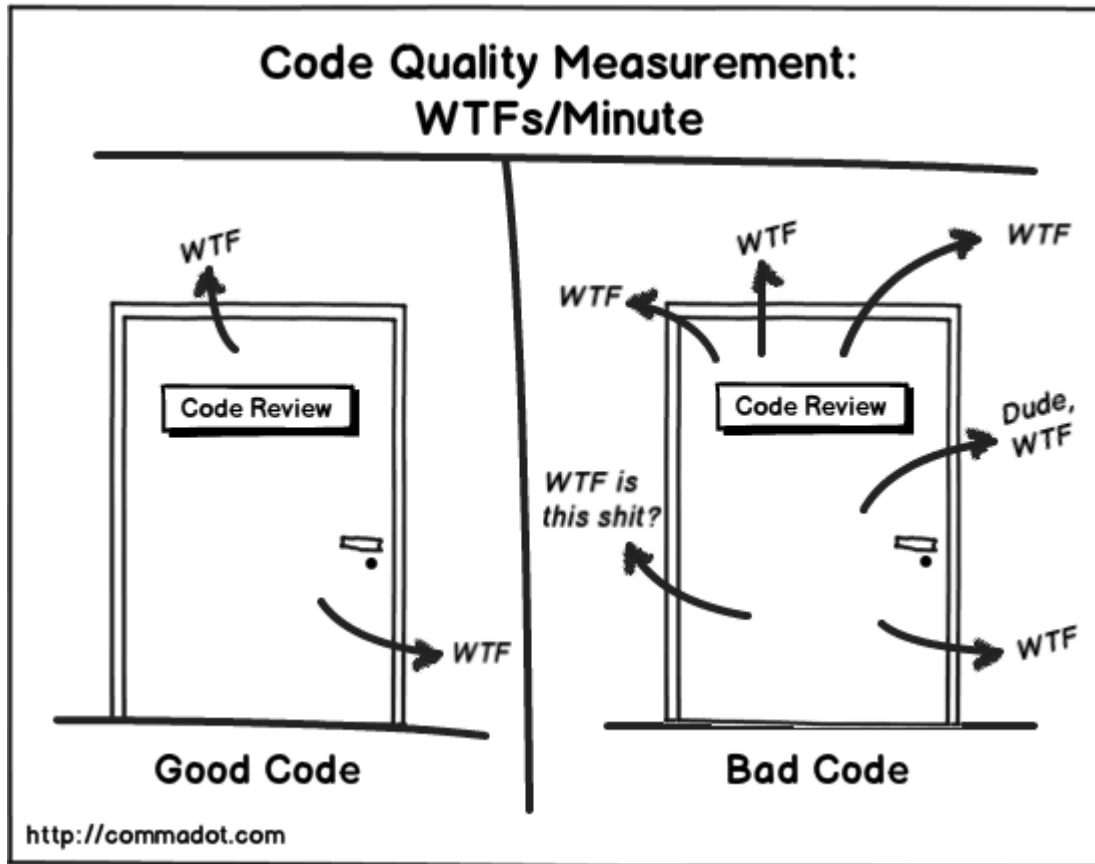 Code Quality Measurement:
WTFs/Minute
WTF
Code Review
WTF
Good Code
WTF
WTF
WTF
Code Review
Dude,
WTF
WTF is
this shit?
WTF
Bad Code
http://commadot.com